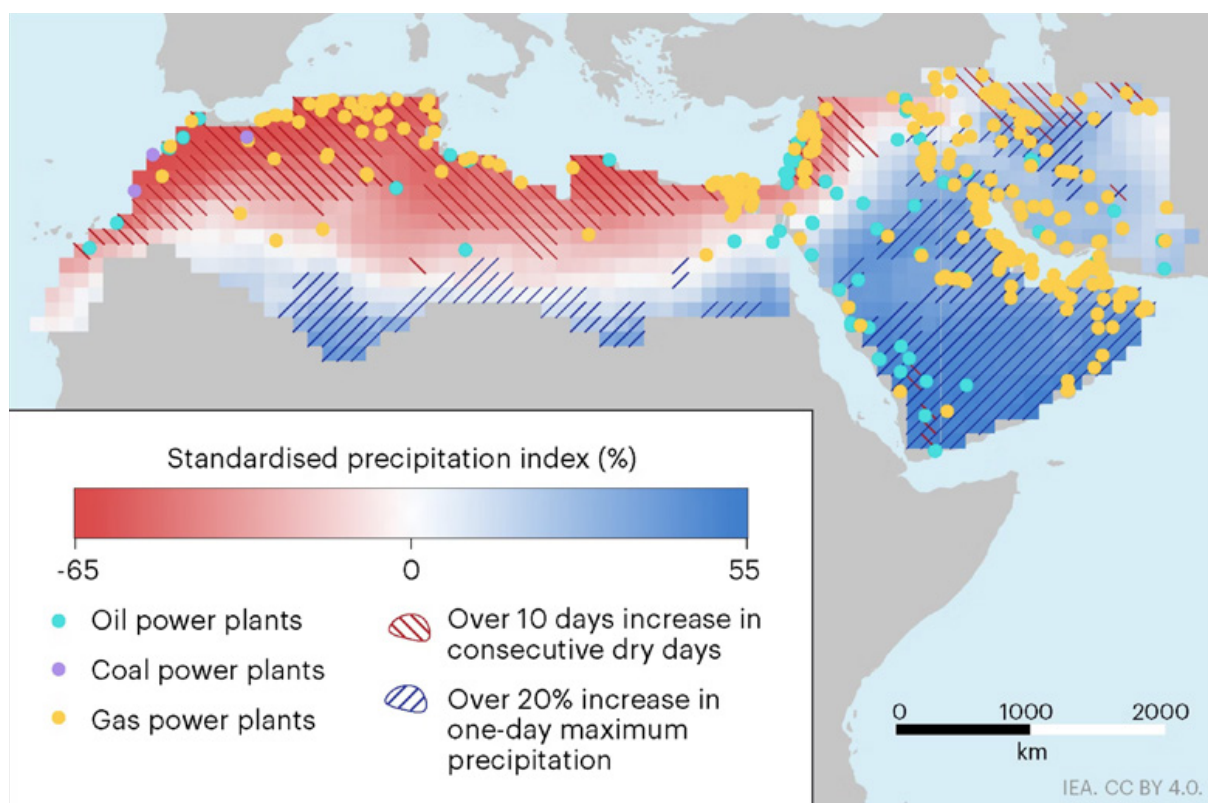 Standardised precipitation index (%)
-65
0
55
Oil power plants
Coal power plants
Gas power plants
Over 10 days increase in
consecutive dry days
Over 20% increase in
one-day maximum
precipitation
0
1000
2000
km
IEA. CC BY 4.0.